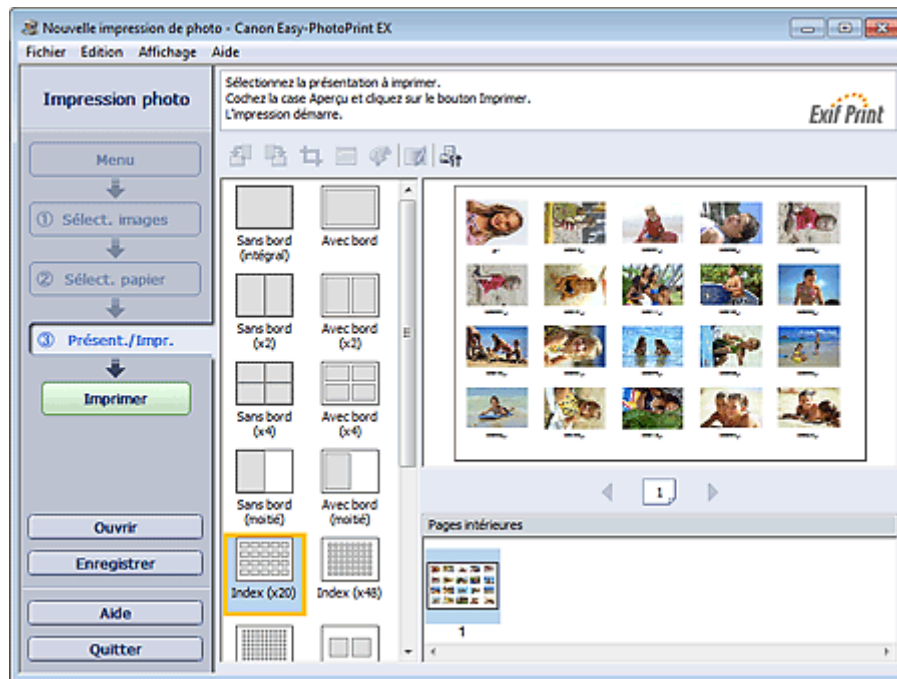 Nouvelle impression de photo - Canon Easy-PhotoPrint EX
Fichier Édition Affichage Aide
Impression photo
Sélectionnez la présentation à imprimer.
Cochez la case Aperçu et cliquez sur le bouton Imprimer.
L'impression démarre.
Exif Print
Menu
① Sélect. images
② Sélect. papier
③ Présent./Impr.
Imprimer
Ouvrir
Enregistrer
Aide
Quitter
Sans bord
(intégral)
Avec bord
Sans bord
(x2)
Avec bord
(x2)
Sans bord
(x4)
Avec bord
(x4)
Sans bord
(moitié)
Avec bord
(moitié)
Index (x20)
Index (x48)
1
Pages intérieures
1